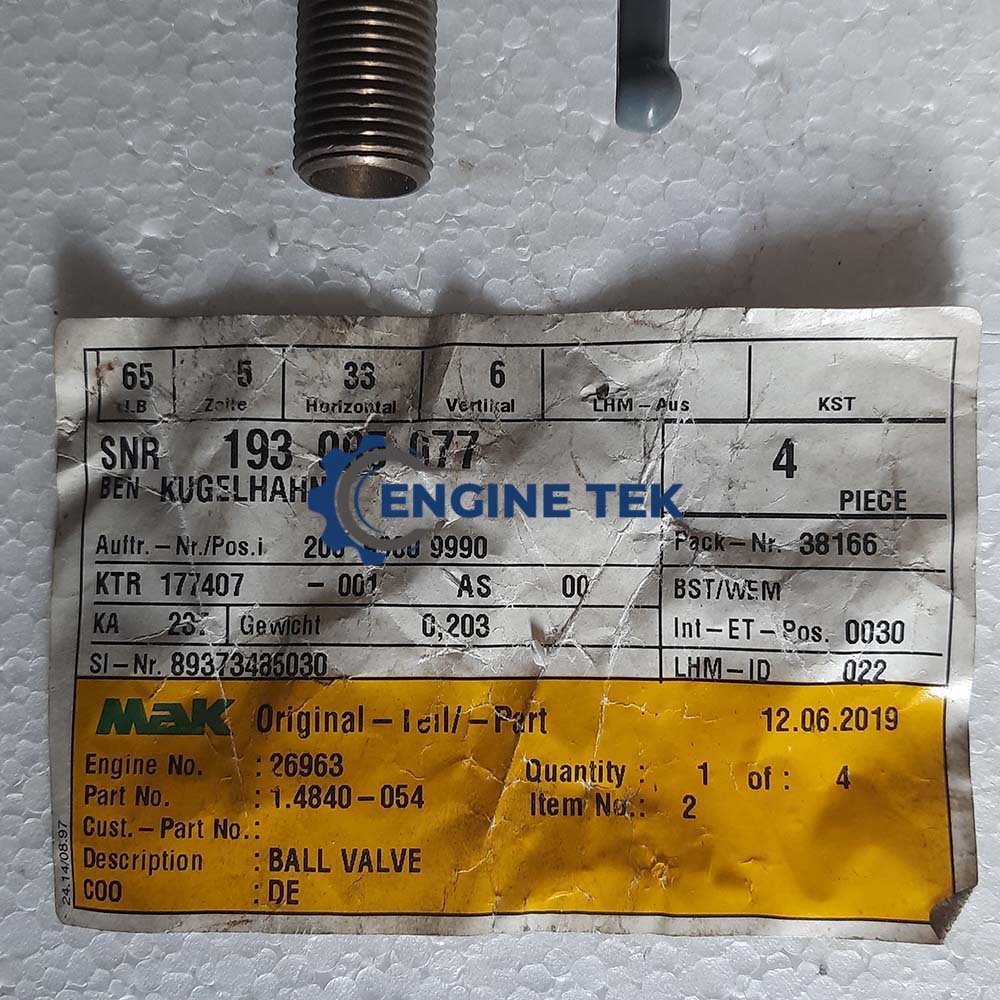 65 5 33 6
Zeile Horizontal Vertikal LHM-Aus KST
SNR 193 077 4
BEN KUGELHAHN PIECE
ENGINE TEK
Auftr.-Nr./Pos.i 9990 Pack-Nr. 38166
KTR 177407 -001 AS 00 BST/WEM
KA Gewicht 0,203 Int-ET-Pos. 0030
SI-Nr. 89373485030 LHM-ID 022
MaK Original-Teil/-Part 12.06.2019
Engine No. : 26963 Quantity : 1 of : 4
Part No. : 1.4840-054 Item No.: 2
Cust.-Part No.:
Description : BALL VALVE
COO : DE
24.14/08.97